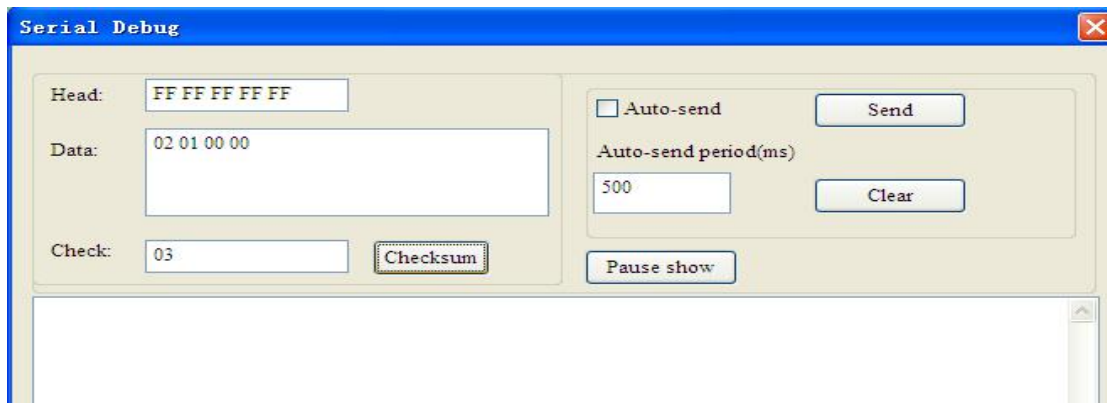 Serial Debug
Head: FF FF FF FF FF
Data: 02 01 00 00
Check: 03 Checksum
Auto-send Send
Auto-send period(ms)
500 Clear
Pause show